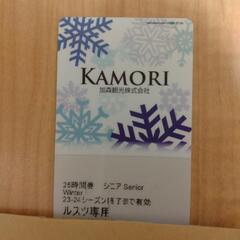 KAMORI
加森観光株式会社
25時間券 シニア Senior
Winter
23-24シーズン終了まで有効
ルスツ専用